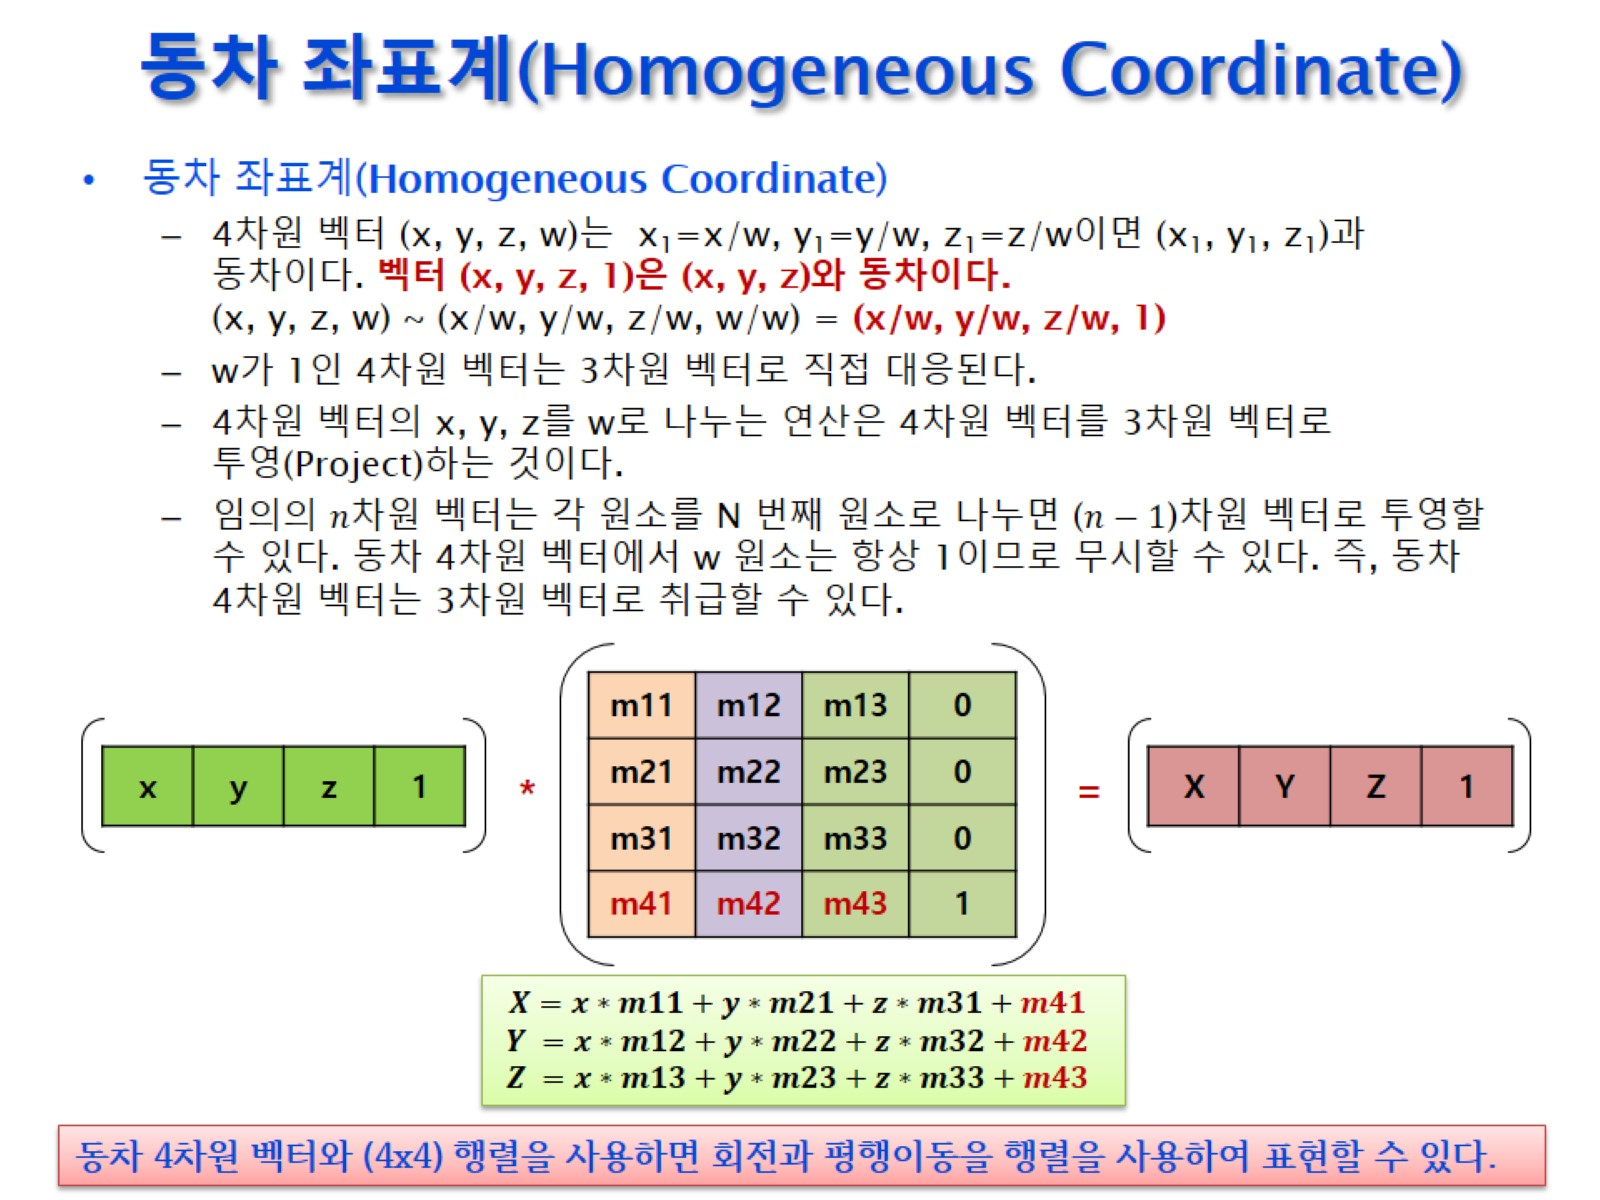 동차 좌표계(Homogeneous Coordinate)
• 동차 좌표계(Homogeneous Coordinate)
– 4차원 벡터 (x, y, z, w)는 x₁=x/w, y₁=y/w, z₁=z/w이면 (x₁, y₁, z₁)과
동차이다. 벡터 (x, y, z, 1)은 (x, y, z)와 동차이다.
(x, y, z, w) ~ (x/w, y/w, z/w, w/w) = (x/w, y/w, z/w, 1)
– w가 1인 4차원 벡터는 3차원 벡터로 직접 대응된다.
– 4차원 벡터의 x, y, z를 w로 나누는 연산은 4차원 벡터를 3차원 벡터로
투영(Project)하는 것이다.
– 임의의 n차원 벡터는 각 원소를 N 번째 원소로 나누면 (n – 1)차원 벡터로 투영할
수 있다. 동차 4차원 벡터에서 w 원소는 항상 1이므로 무시할 수 있다. 즉, 동차
4차원 벡터는 3차원 벡터로 취급할 수 있다.
x y z 1
*
m11 m12 m13 0
m21 m22 m23 0
m31 m32 m33 0
m41 m42 m43 1
=
X Y Z 1
X = x * m11 + y * m21 + z * m31 + m41
Y = x * m12 + y * m22 + z * m32 + m42
Z = x * m13 + y * m23 + z * m33 + m43
동차 4차원 벡터와 (4x4) 행렬을 사용하면 회전과 평행이동을 행렬을 사용하여 표현할 수 있다.